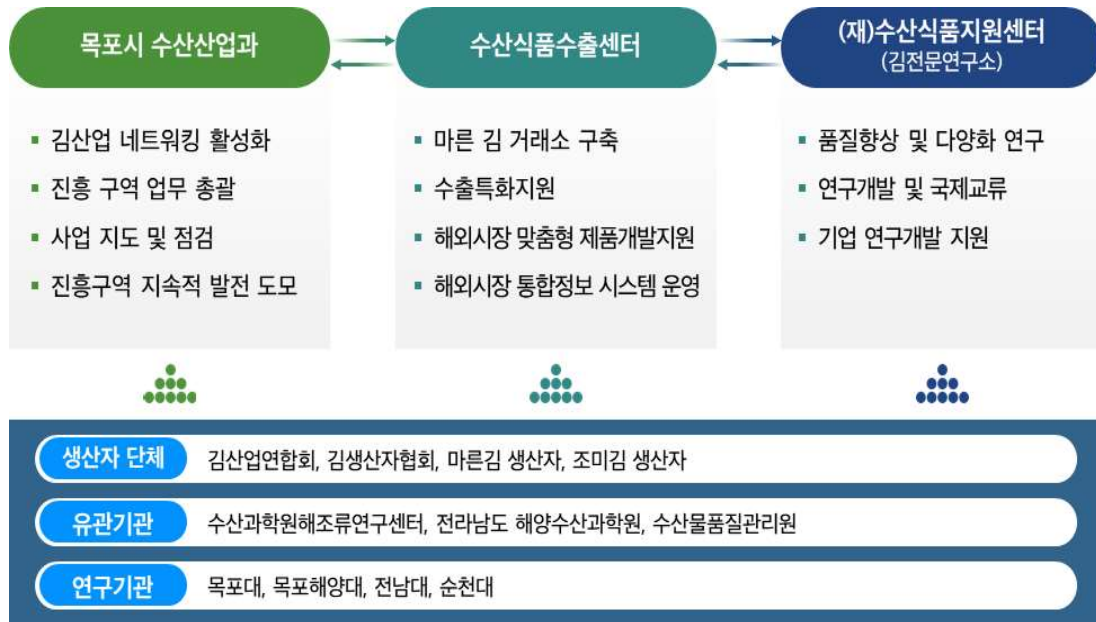 목포시 수산산업과
▪ 김산업 네트워킹 활성화
▪ 진흥 구역 업무 총괄
▪ 사업 지도 및 점검
▪ 진흥구역 지속적 발전 도모
수산식품수출센터
▪ 마른 김 거래소 구축
▪ 수출특화지원
▪ 해외시장 맞춤형 제품개발지원
▪ 해외시장 통합정보 시스템 운영
(재)수산식품지원센터
(김전문연구소)
▪ 품질향상 및 다양화 연구
▪ 연구개발 및 국제교류
▪ 기업 연구개발 지원
생산자 단체 김산업연합회, 김생산자협회, 마른김 생산자, 조미김 생산자
유관기관 수산과학원해조류연구센터, 전라남도 해양수산과학원, 수산물품질관리원
연구기관 목포대, 목포해양대, 전남대, 순천대